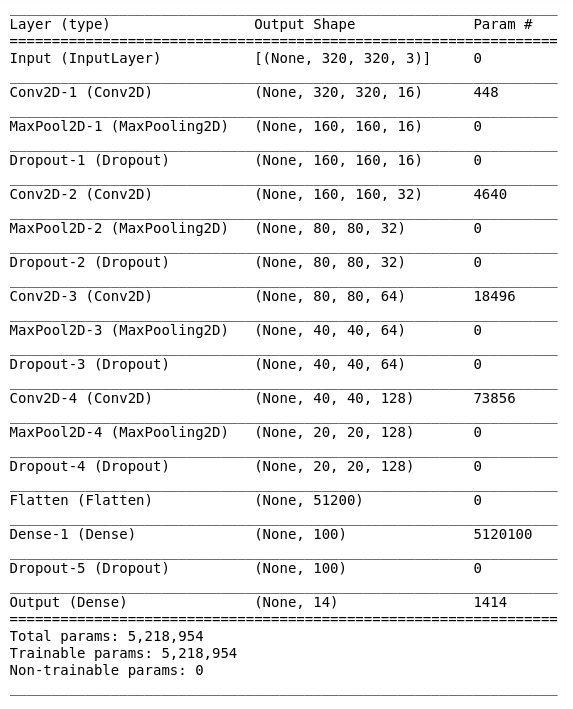 Layer (type) Output Shape Param #
Input (InputLayer) [(None, 320, 320, 3)] 0
Conv2D-1 (Conv2D) (None, 320, 320, 16) 448
MaxPool2D-1 (MaxPooling2D) (None, 160, 160, 16) 0
Dropout-1 (Dropout) (None, 160, 160, 16) 0
Conv2D-2 (Conv2D) (None, 160, 160, 32) 4640
MaxPool2D-2 (MaxPooling2D) (None, 80, 80, 32) 0
Dropout-2 (Dropout) (None, 80, 80, 32) 0
Conv2D-3 (Conv2D) (None, 80, 80, 64) 18496
MaxPool2D-3 (MaxPooling2D) (None, 40, 40, 64) 0
Dropout-3 (Dropout) (None, 40, 40, 64) 0
Conv2D-4 (Conv2D) (None, 40, 40, 128) 73856
MaxPool2D-4 (MaxPooling2D) (None, 20, 20, 128) 0
Dropout-4 (Dropout) (None, 20, 20, 128) 0
Flatten (Flatten) (None, 51200) 0
Dense-1 (Dense) (None, 100) 5120100
Dropout-5 (Dropout) (None, 100) 0
Output (Dense) (None, 14) 1414
Total params: 5,218,954
Trainable params: 5,218,954
Non-trainable params: 0